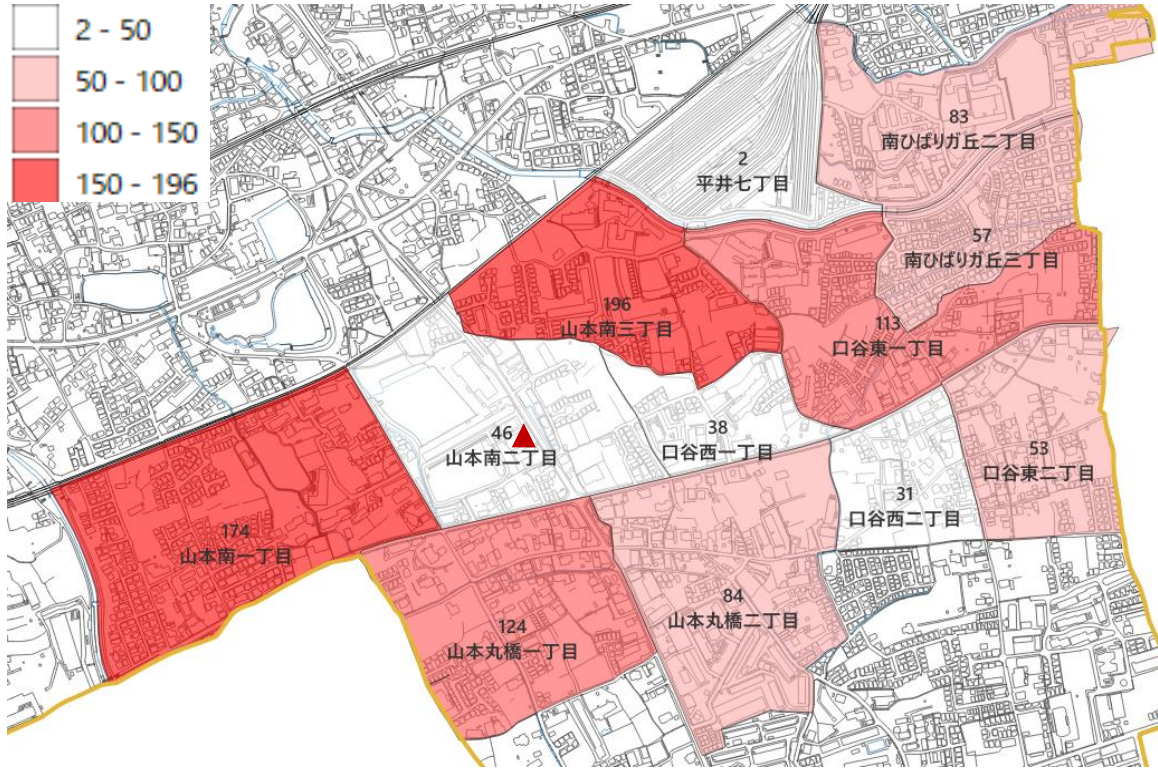 2 - 50
50 - 100
100 - 150
150 - 196
83
南ひばりガ丘二丁目
2
平井七丁目
57
南ひばりガ丘三丁目
196
山本南三丁目
113
口谷東一丁目
46
山本南二丁目
38
口谷西一丁目
53
口谷東二丁目
31
口谷西二丁目
174
山本南一丁目
84
山本丸橋二丁目
124
山本丸橋一丁目